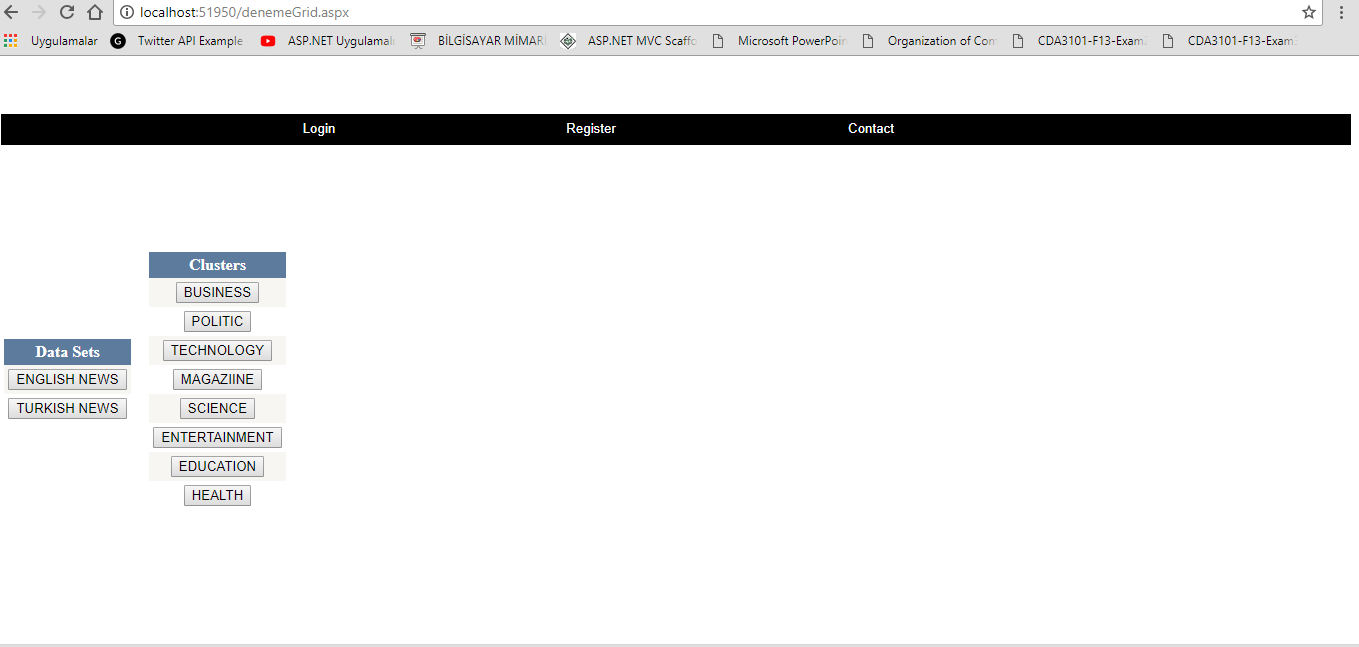 localhost:51950/denemeGrid.aspx
Uygulamalar G Twitter API Example ASP.NET Uygulamal BİLGİSAYAR MİMARİ ASP.NET MVC Scaffo Microsoft PowerPoin Organization of Com CDA3101-F13-Exam CDA3101-F13-Exam
Login Register Contact
Clusters
BUSINESS
POLITIC
TECHNOLOGY
MAGAZIINE
SCIENCE
ENTERTAINMENT
EDUCATION
HEALTH
Data Sets
ENGLISH NEWS
TURKISH NEWS